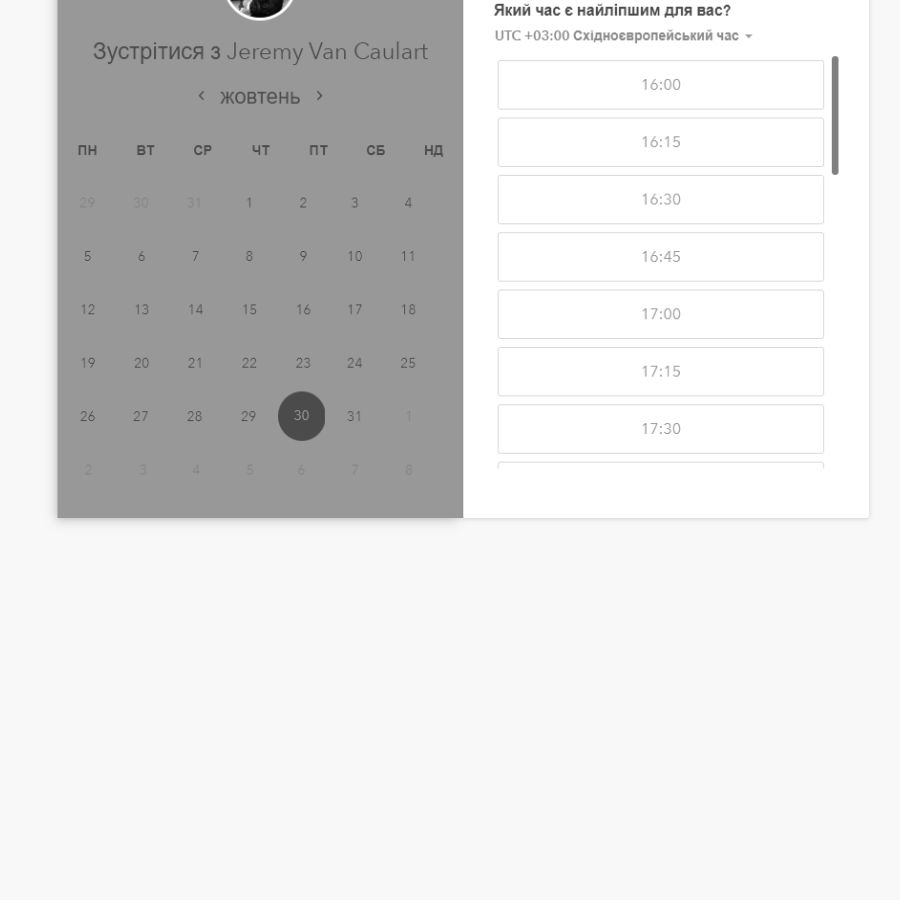 Зустрітися з Jeremy Van Caulart
жовтень
ПН ВТ СР ЧТ ПТ СБ НД
29 30 31 1 2 3 4
5 6 7 8 9 10 11
12 13 14 15 16 17 18
19 20 21 22 23 24 25
26 27 28 29 30 31 1
2 3 4 5 6 7 8
Який час є найліпшим для вас?
UTC +03:00 Східноєвропейський час
16:00
16:15
16:30
16:45
17:00
17:15
17:30